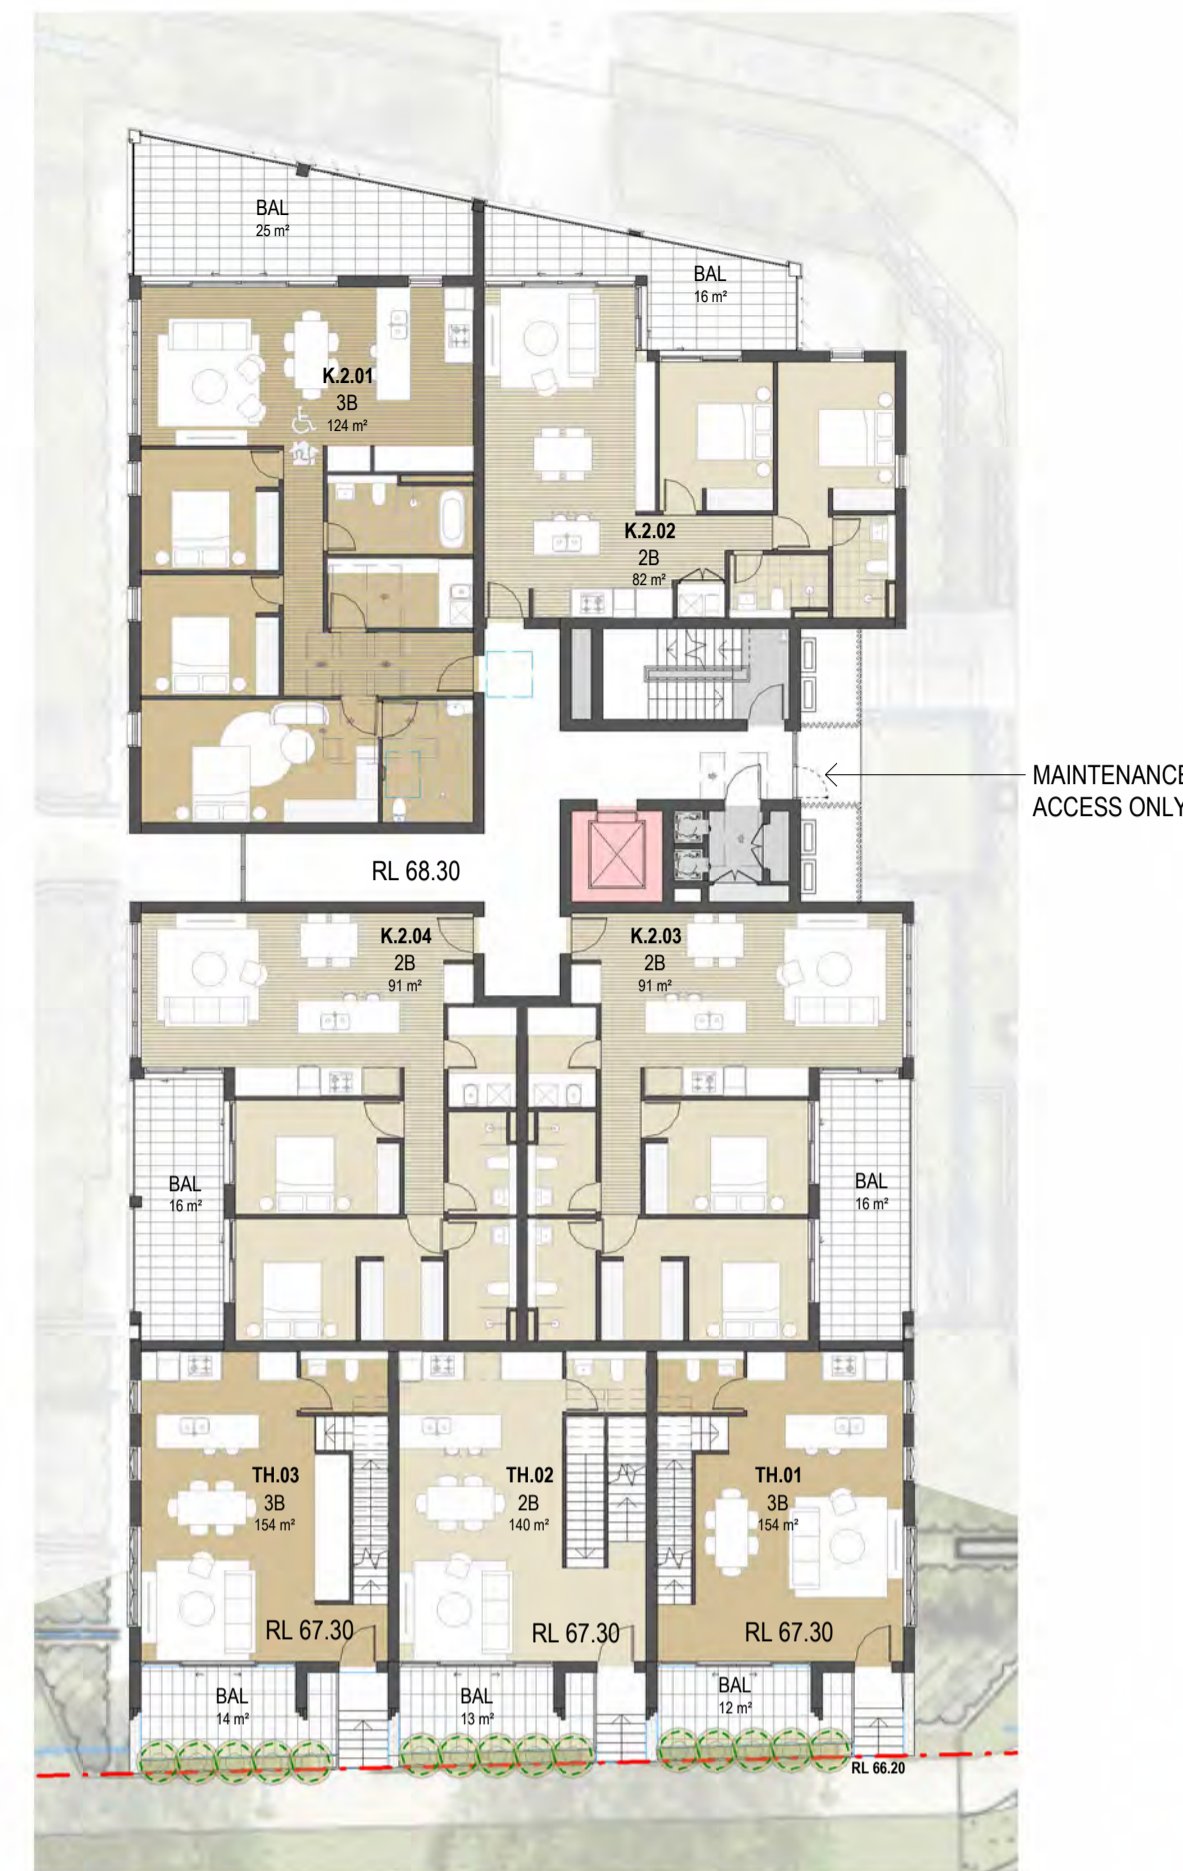 BAL
25 m²
BAL
16 m²
K.2.01
3B
124 m²
K.2.02
2B
82 m²
MAINTENANCE
ACCESS ONLY
RL 68.30
K.2.04
2B
91 m²
K.2.03
2B
91 m²
BAL
16 m²
BAL
16 m²
TH.03
3B
154 m²
TH.02
2B
140 m²
TH.01
3B
154 m²
RL 67.30
RL 67.30
RL 67.30
BAL
14 m²
BAL
13 m²
BAL
12 m²
RL 66.20